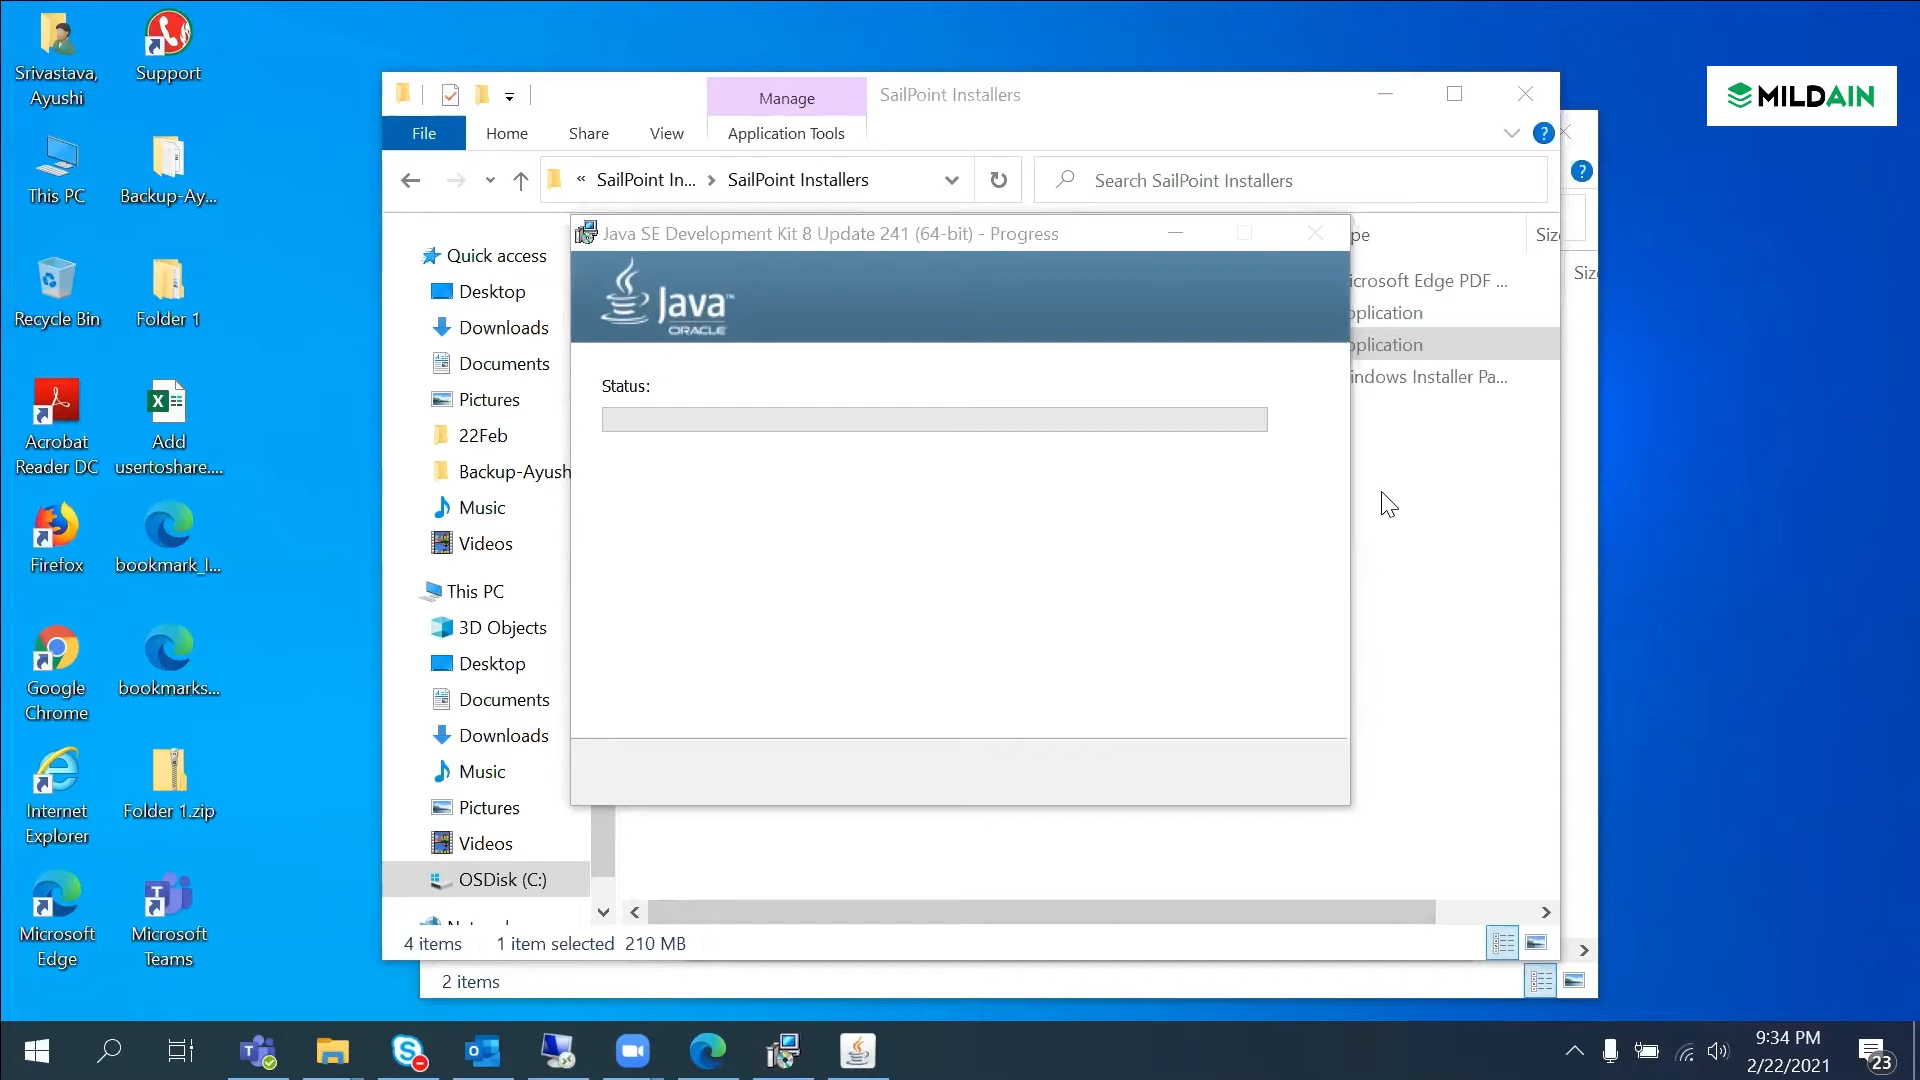 Srivastava,
Ayushi
Support
This PC
Backup-Ay...
Recycle Bin
Folder 1
Acrobat
Reader DC
Add
usertoshare....
Firefox
bookmark_l...
Google
Chrome
bookmarks...
Internet
Explorer
Folder 1.zip
Microsoft
Edge
Microsoft
Teams
MILDAIN
Manage
SailPoint Installers
File
Home
Share
View
Application Tools
?
?
« SailPoint In... > SailPoint Installers
Search SailPoint Installers
Quick access
Desktop
Downloads
Documents
Pictures
22Feb
Backup-Ayush
Music
Videos
This PC
3D Objects
Desktop
Documents
Downloads
Music
Pictures
Videos
OSDisk (C:)
Java SE Development Kit 8 Update 241 (64-bit) - Progress
Java™
ORACLE
Status:
pe
Siz
Siz
icrosoft Edge PDF ...
pplication
pplication
indows Installer Pa...
4 items
1 item selected 210 MB
2 items
9:34 PM
2/22/2021
23